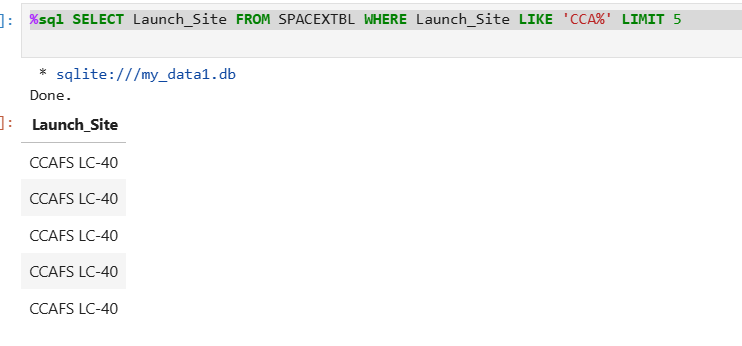 ]: %sql SELECT Launch_Site FROM SPACEXTBL WHERE Launch_Site LIKE 'CCA%' LIMIT 5
* sqlite:///my_data1.db
Done.
]: Launch_Site
CCAFS LC-40
CCAFS LC-40
CCAFS LC-40
CCAFS LC-40
CCAFS LC-40